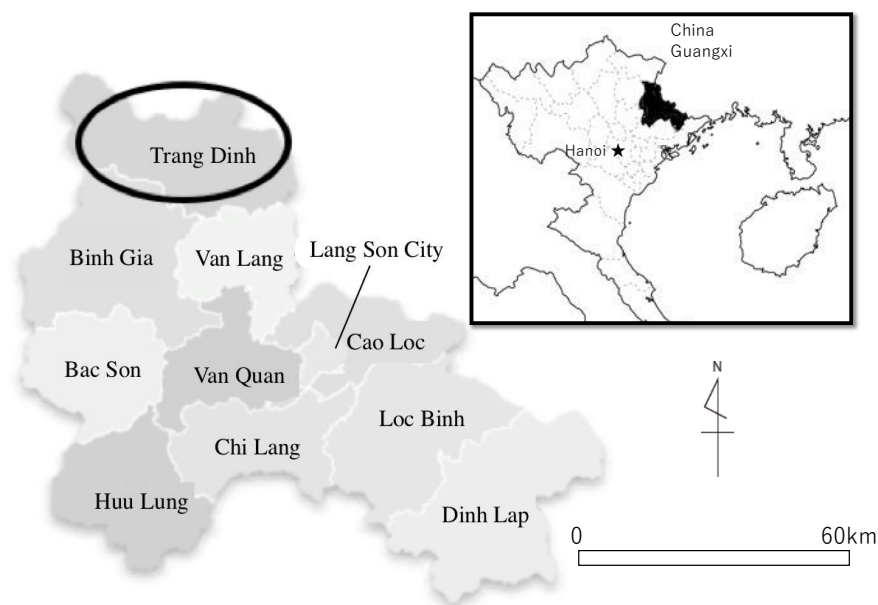 China
Guangxi
Hanoi
Trang Dinh
Binh Gia
Van Lang
Lang Son City
Cao Loc
Bac Son
Van Quan
Loc Binh
Chi Lang
Huu Lung
Dinh Lap
N
0
60km